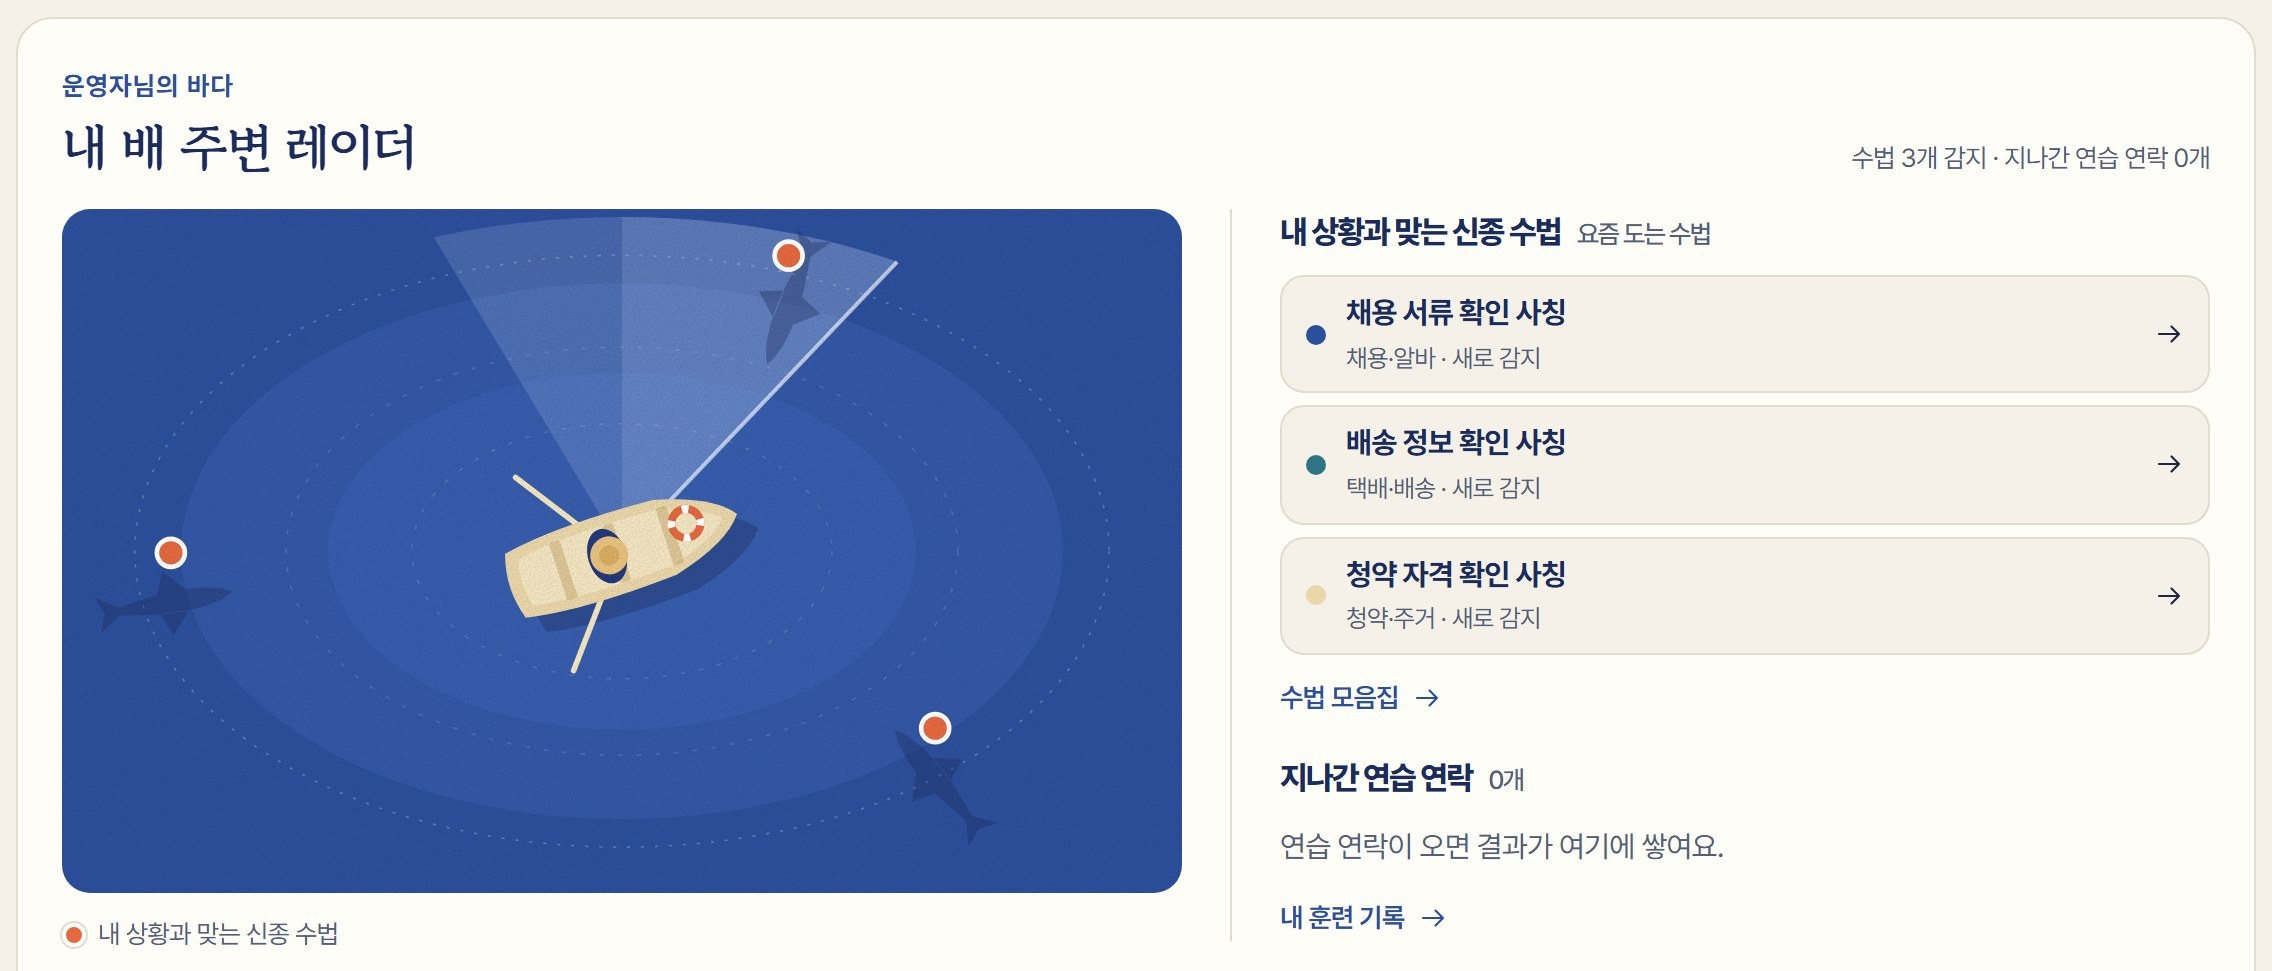 운영자님의 바다
내 배 주변 레이더
수법 3개 감지 · 지나간 연습 연락 0개
내 상황과 맞는 신종 수법 요즘 도는 수법
채용 서류 확인 사칭
채용·알바 · 새로 감지
배송 정보 확인 사칭
택배·배송 · 새로 감지
청약 자격 확인 사칭
청약·주거 · 새로 감지
수법 모음집 →
지나간 연습 연락 0개
연습 연락이 오면 결과가 여기에 쌓여요.
내 훈련 기록 →
내 상황과 맞는 신종 수법